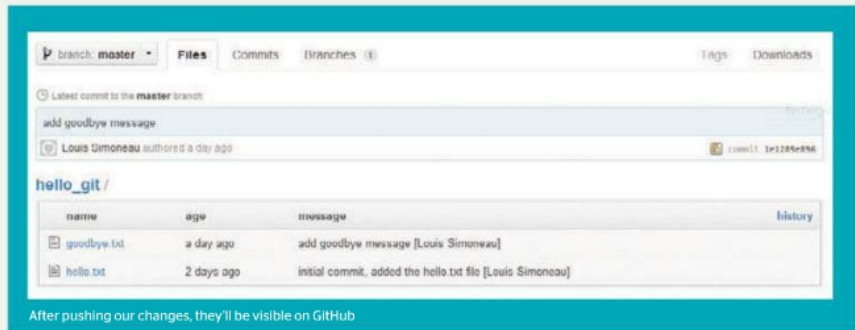 branch: master Files Commits Branches 1 Tags Downloads
Latest commit to the master branch
add goodbye message
Louis Simoneau authored a day ago commit 1e1285e896
hello_git /
name age message history
goodbye.txt a day ago add goodbye message [Louis Simoneau]
hello.txt 2 days ago initial commit, added the hello.txt file [Louis Simoneau]
After pushing our changes, they'll be visible on GitHub